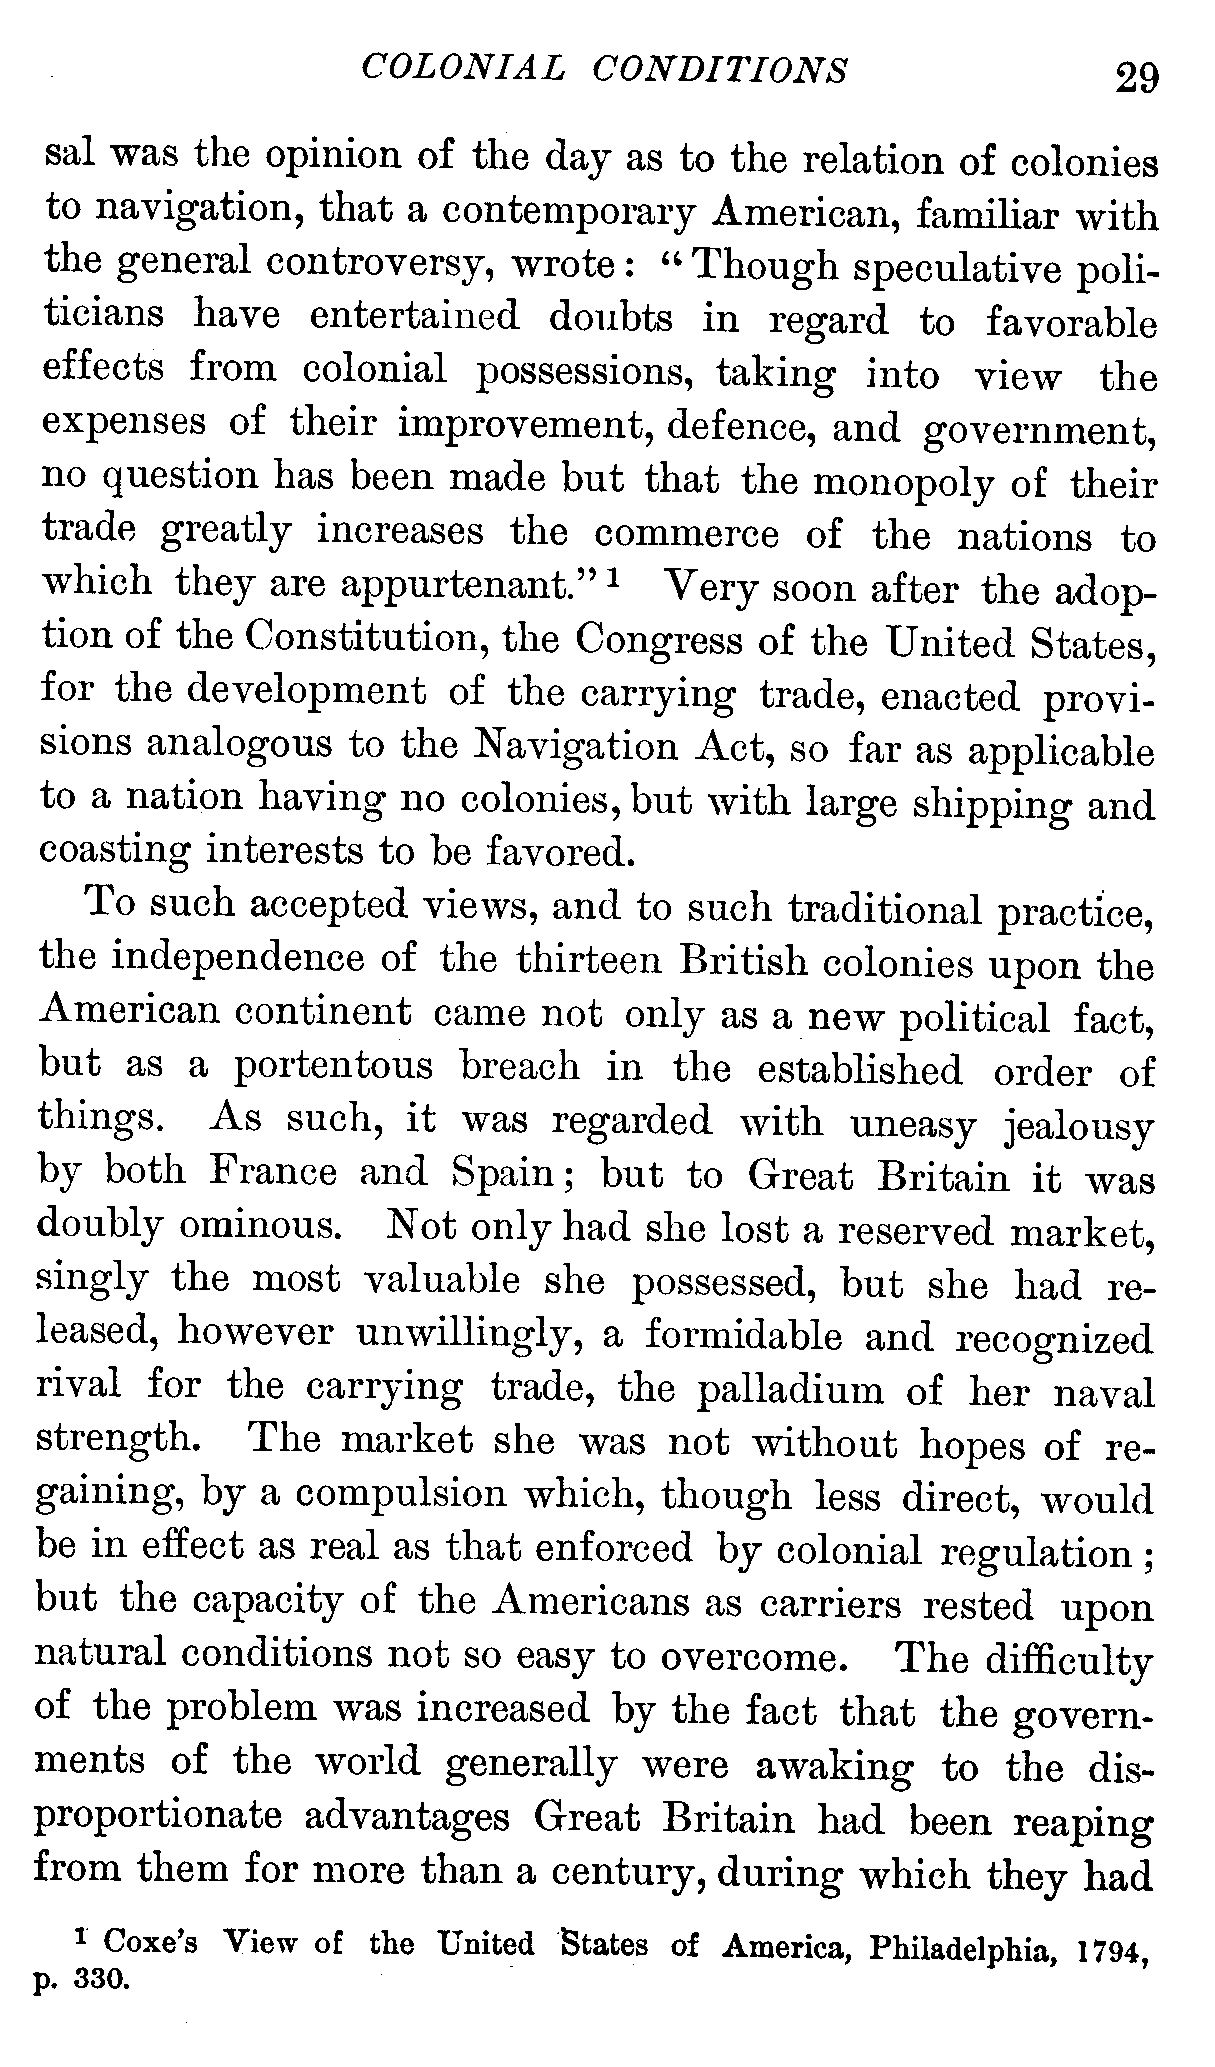 COLONIAL CONDITIONS 29
sal was the opinion of the day as to the relation of colonies
to navigation, that a contemporary American, familiar with
the general controversy, wrote: “Though speculative poli-
ticians have entertained doubts in regard to favorable
effects from colonial possessions, taking into view the
expenses of their improvement, defence, and government,
no question has been made but that the monopoly of their
trade greatly increases the commerce of the nations to
which they are appurtenant.”¹ Very soon after the adop-
tion of the Constitution, the Congress of the United States,
for the development of the carrying trade, enacted provi-
sions analogous to the Navigation Act, so far as applicable
to a nation having no colonies, but with large shipping and
coasting interests to be favored.
To such accepted views, and to such traditional practice,
the independence of the thirteen British colonies upon the
American continent came not only as a new political fact,
but as a portentous breach in the established order of
things. As such, it was regarded with uneasy jealousy
by both France and Spain; but to Great Britain it was
doubly ominous. Not only had she lost a reserved market,
singly the most valuable she possessed, but she had re-
leased, however unwillingly, a formidable and recognized
rival for the carrying trade, the palladium of her naval
strength. The market she was not without hopes of re-
gaining, by a compulsion which, though less direct, would
be in effect as real as that enforced by colonial regulation;
but the capacity of the Americans as carriers rested upon
natural conditions not so easy to overcome. The difficulty
of the problem was increased by the fact that the govern-
ments of the world generally were awaking to the dis-
proportionate advantages Great Britain had been reaping
from them for more than a century, during which they had
¹ Coxe's View of the United States of America, Philadelphia, 1794,
p. 330.